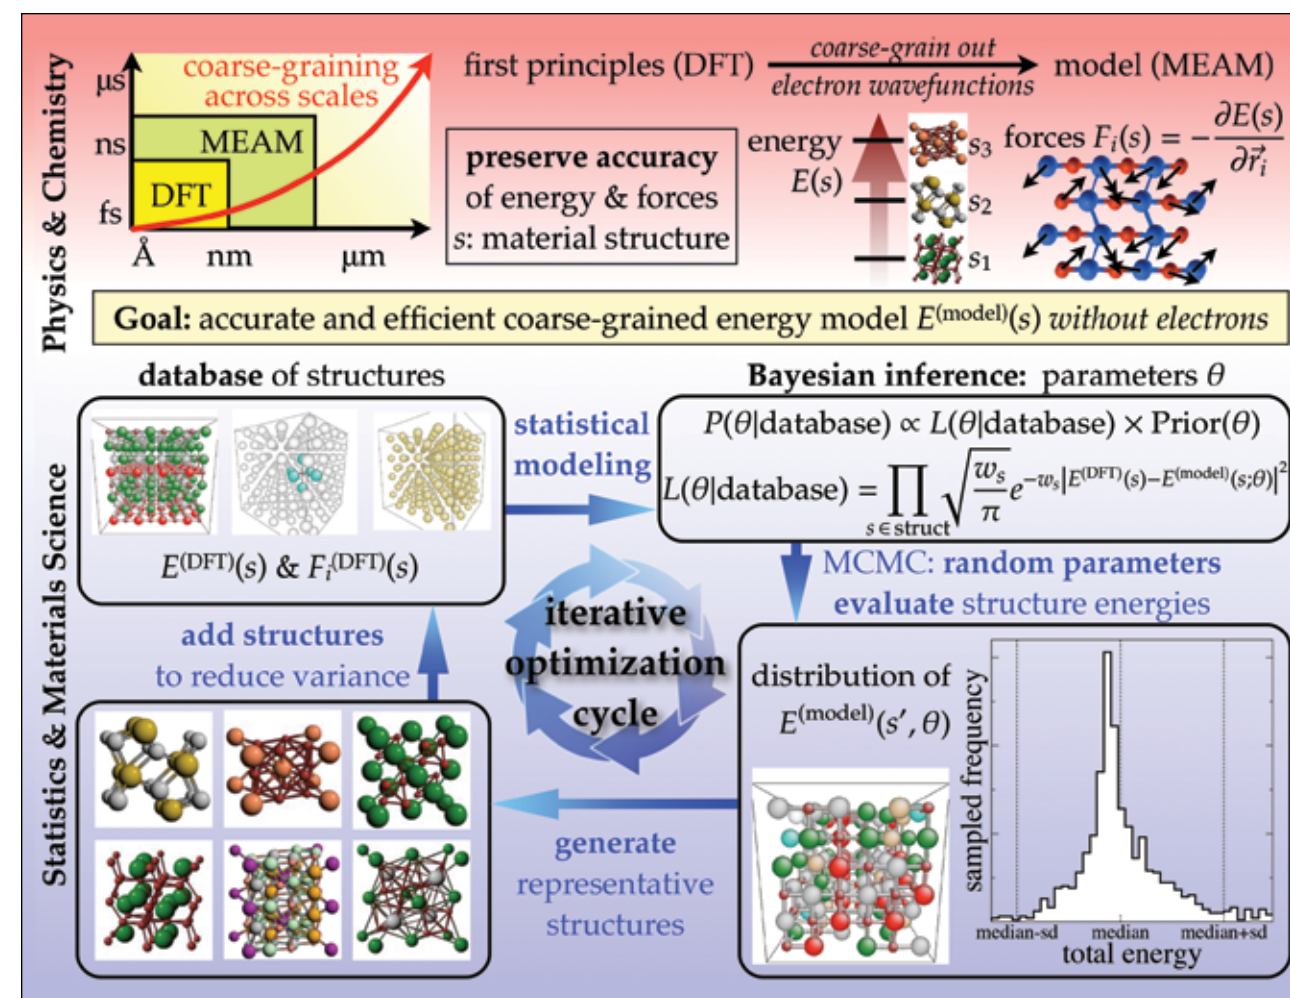 Physics & Chemistry
µs
ns
fs
Å nm µm
coarse-graining
across scales
MEAM
DFT
first principles (DFT)
coarse-grain out
electron wavefunctions
model (MEAM)
preserve accuracy
of energy & forces
s: material structure
energy
E(s)
s₃
s₂
s₁
forces Fᵢ(s) = −∂E(s)/∂r⃗ᵢ
Goal: accurate and efficient coarse-grained energy model E^(model)(s) without electrons
Statistics & Materials Science
database of structures
E^(DFT)(s) & Fᵢ^(DFT)(s)
statistical
modeling
Bayesian inference: parameters θ
P(θ|database) ∝ L(θ|database) × Prior(θ)
L(θ|database) = ∏_{s ∈ struct} √(w_s/π) e^{−w_s|E^(DFT)(s)−E^(model)(s;θ)|²}
MCMC: random parameters
evaluate structure energies
iterative
optimization
cycle
add structures
to reduce variance
distribution of
E^(model)(s′, θ)
sampled frequency
median-sd median median+sd
total energy
generate
representative
structures